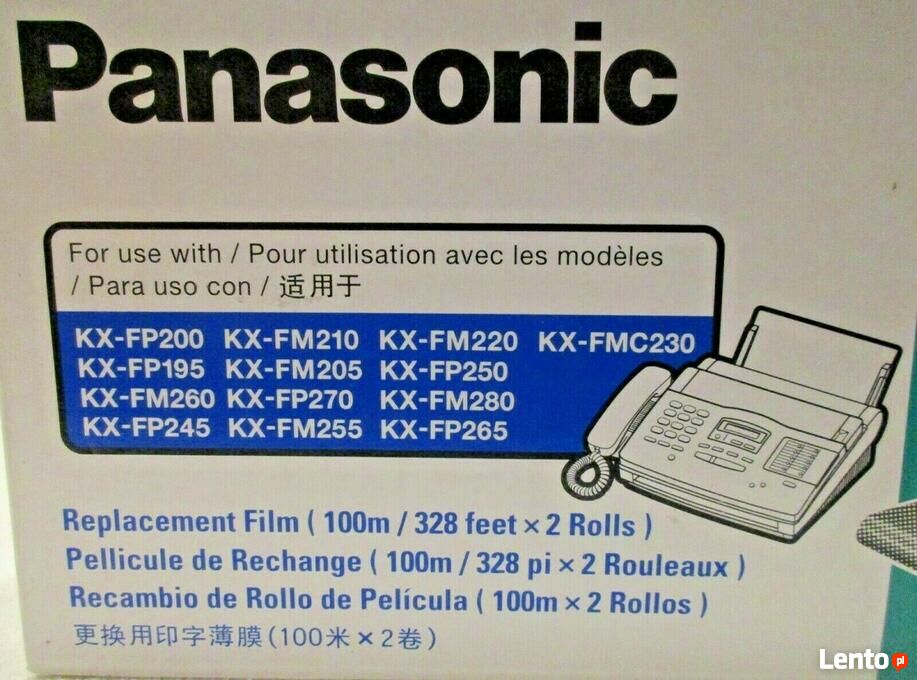 Panasonic
For use with / Pour utilisation avec les modèles
/ Para uso con / 适用于
KX-FP200 KX-FM210 KX-FM220 KX-FMC230
KX-FP195 KX-FM205 KX-FP250
KX-FM260 KX-FP270 KX-FM280
KX-FP245 KX-FM255 KX-FP265
Replacement Film ( 100m / 328 feet × 2 Rolls )
Pellicule de Rechange ( 100m / 328 pi × 2 Rouleaux )
Recambio de Rollo de Película ( 100m × 2 Rollos )
更换用印字薄膜(100米 × 2卷)
Lento pl